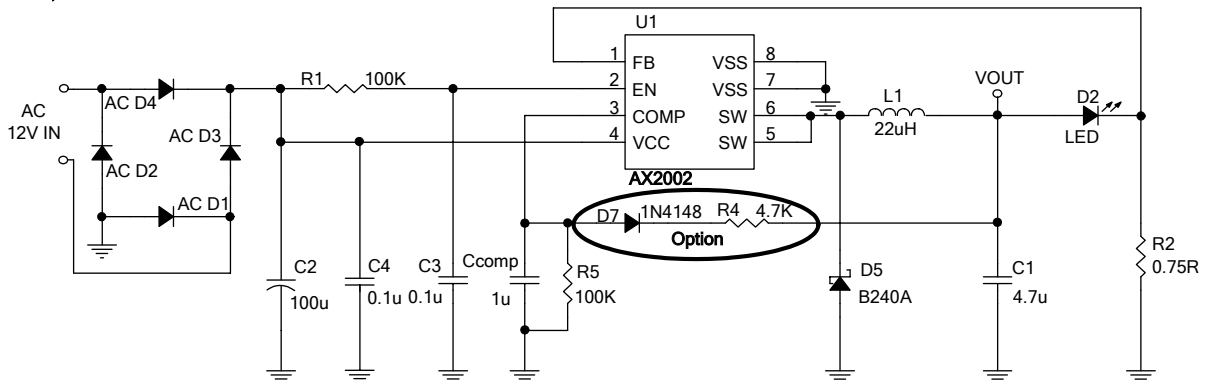 U1
1 FB VSS 8
2 EN VSS 7
3 COMP SW 6
4 VCC SW 5
AX2002
R1 100K
AC
12V IN
AC D4
AC D3
AC D2
AC D1
VOUT
L1
22uH
D2
LED
D7 1N4148 R4 4.7K
Option
C2
100u
C4
0.1u
C3
0.1u
Ccomp
1u
R5
100K
D5
B240A
C1
4.7u
R2
0.75R